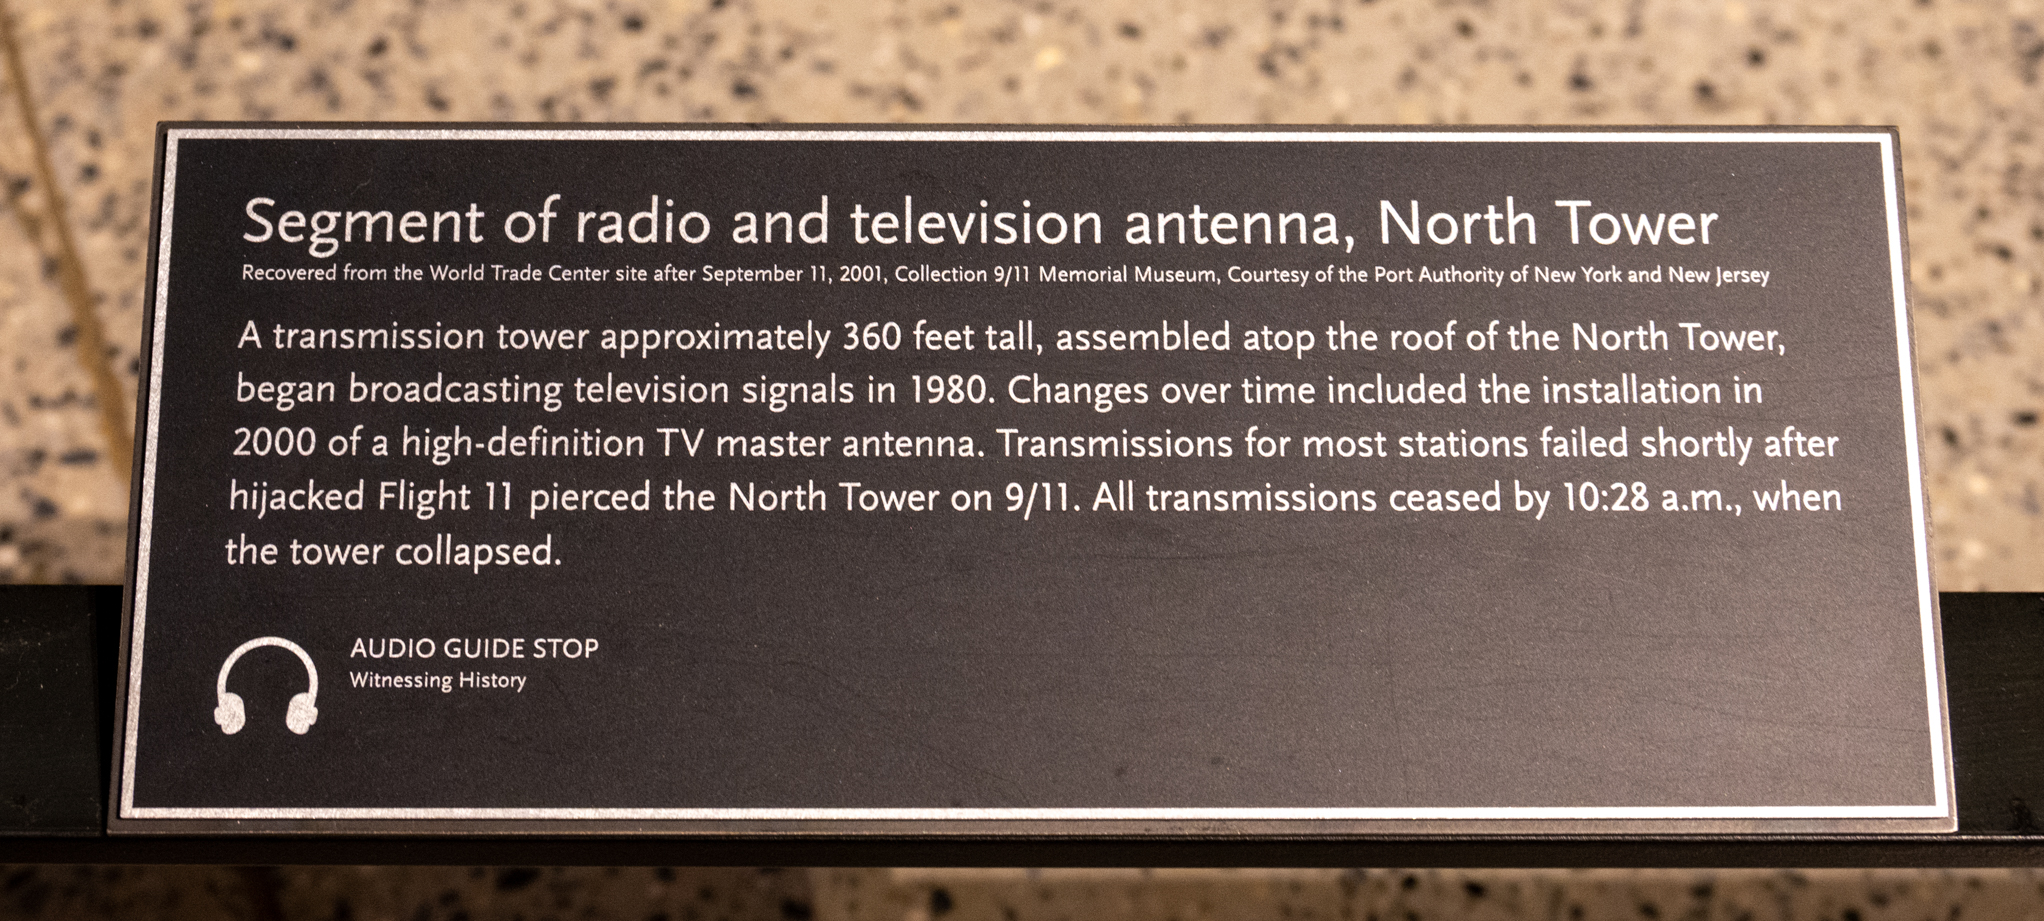 Segment of radio and television antenna, North Tower
Recovered from the World Trade Center site after September 11, 2001, Collection 9/11 Memorial Museum, Courtesy of the Port Authority of New York and New Jersey
A transmission tower approximately 360 feet tall, assembled atop the roof of the North Tower,
began broadcasting television signals in 1980. Changes over time included the installation in
2000 of a high-definition TV master antenna. Transmissions for most stations failed shortly after
hijacked Flight 11 pierced the North Tower on 9/11. All transmissions ceased by 10:28 a.m., when
the tower collapsed.
AUDIO GUIDE STOP
Witnessing History